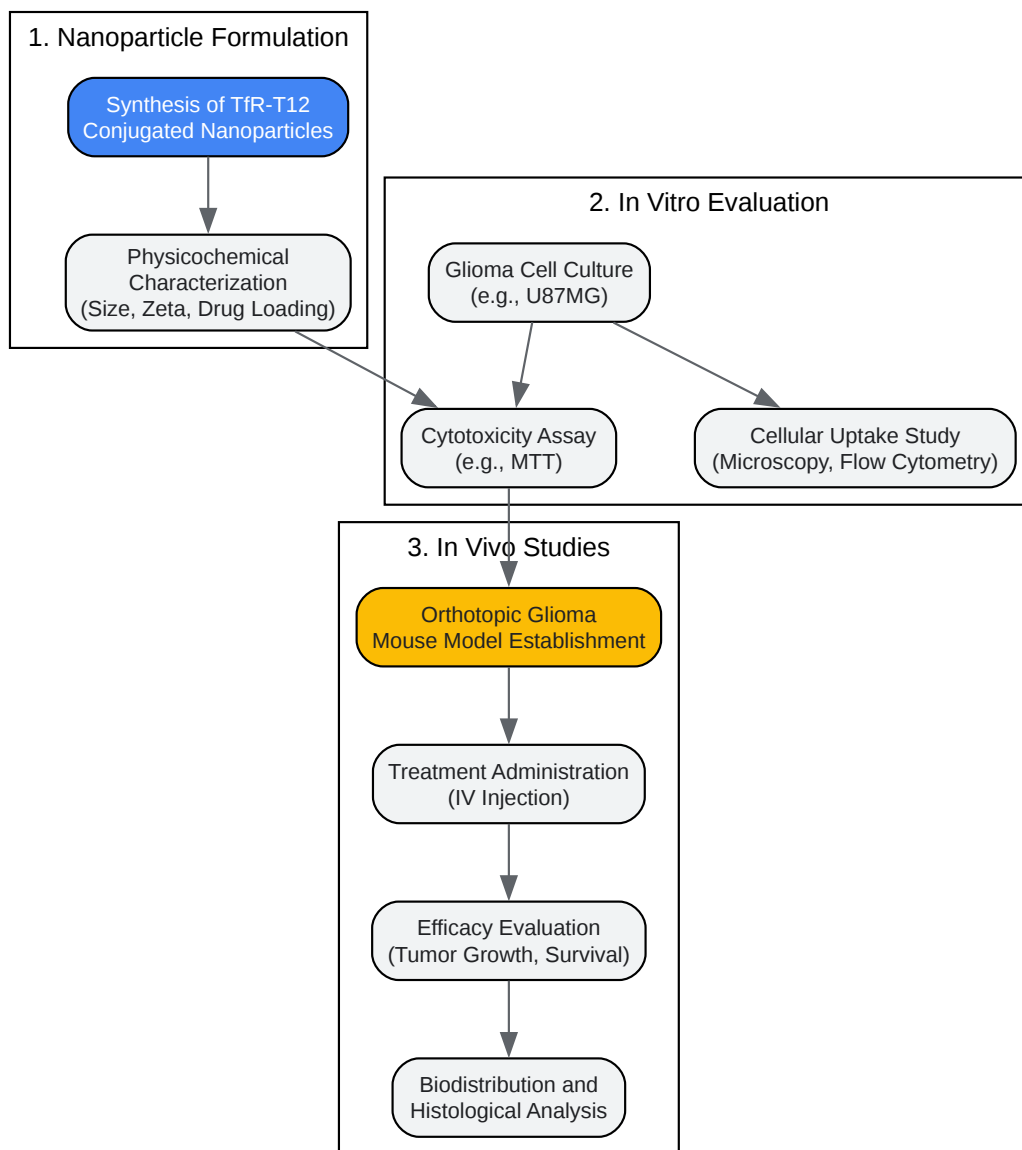 1. Nanoparticle Formulation
Synthesis of TfR-T12
Conjugated Nanoparticles
Physicochemical
Characterization
(Size, Zeta, Drug Loading)
2. In Vitro Evaluation
Glioma Cell Culture
(e.g., U87MG)
Cytotoxicity Assay
(e.g., MTT)
Cellular Uptake Study
(Microscopy, Flow Cytometry)
3. In Vivo Studies
Orthotopic Glioma
Mouse Model Establishment
Treatment Administration
(IV Injection)
Efficacy Evaluation
(Tumor Growth, Survival)
Biodistribution and
Histological Analysis